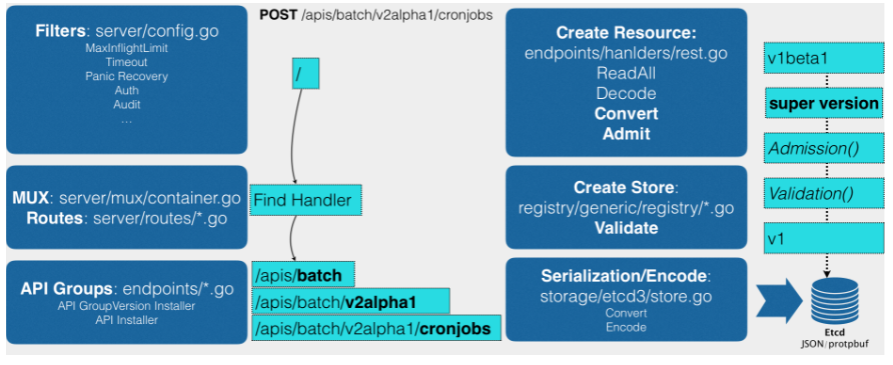 POST /apis/batch/v2alpha1/cronjobs
Filters: server/config.go
MaxInflightLimit
Timeout
Panic Recovery
Auth
Audit
...
/
MUX: server/mux/container.go
Routes: server/routes/*.go
Find Handler
API Groups: endpoints/*.go
API GroupVersion Installer
API Installer
/apis/batch
/apis/batch/v2alpha1
/apis/batch/v2alpha1/cronjobs
Create Resource:
endpoints/hanlders/rest.go
ReadAll
Decode
Convert
Admit
Create Store:
registry/generic/registry/*.go
Validate
Serialization/Encode:
storage/etcd3/store.go
Convert
Encode
v1beta1
super version
Admission()
Validation()
v1
Etcd
JSON/protpbuf